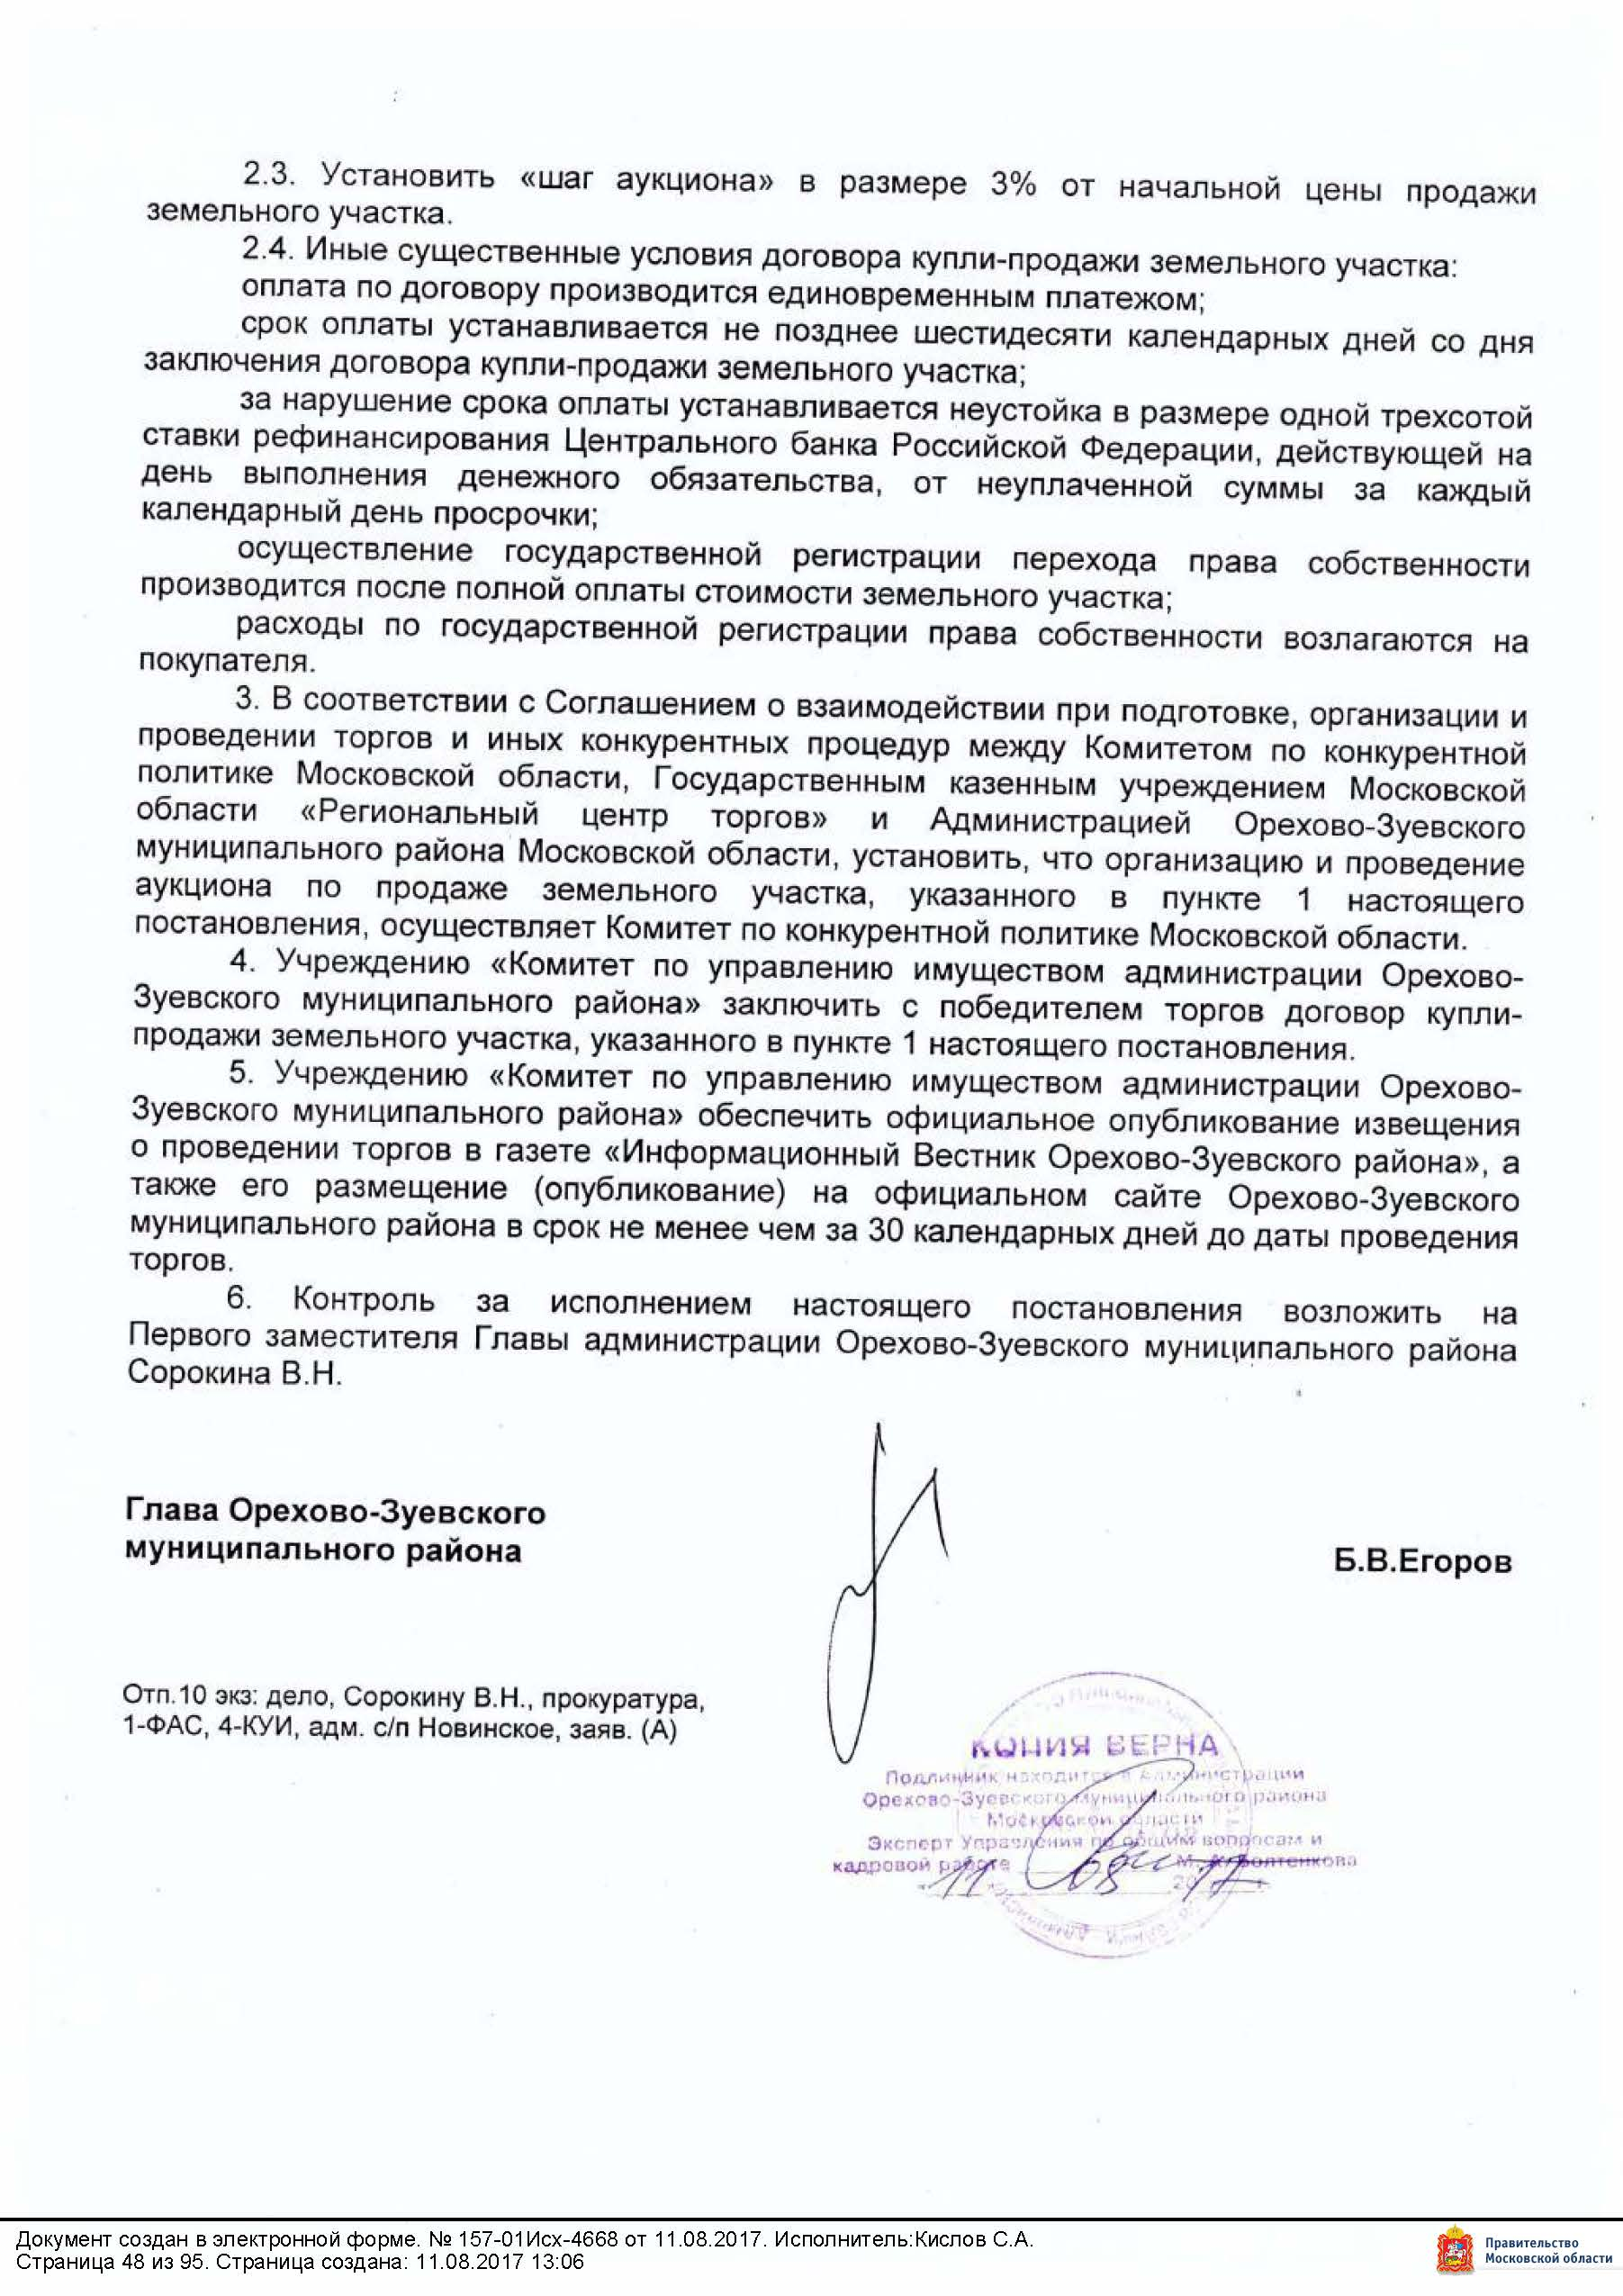 2.3. Установить «шаг аукциона» в размере 3% от начальной цены продажи
земельного участка.
2.4. Иные существенные условия договора купли-продажи земельного участка:
оплата по договору производится единовременным платежом;
срок оплаты устанавливается не позднее шестидесяти календарных дней со дня
заключения договора купли-продажи земельного участка;
за нарушение срока оплаты устанавливается неустойка в размере одной трехсотой
ставки рефинансирования Центрального банка Российской Федерации, действующей на
день выполнения денежного обязательства, от неуплаченной суммы за каждый
календарный день просрочки;
осуществление государственной регистрации перехода права собственности
производится после полной оплаты стоимости земельного участка;
расходы по государственной регистрации права собственности возлагаются на
покупателя.
3. В соответствии с Соглашением о взаимодействии при подготовке, организации и
проведении торгов и иных конкурентных процедур между Комитетом по конкурентной
политике Московской области, Государственным казенным учреждением Московской
области «Региональный центр торгов» и Администрацией Орехово-Зуевского
муниципального района Московской области, установить, что организацию и проведение
аукциона по продаже земельного участка, указанного в пункте 1 настоящего
постановления, осуществляет Комитет по конкурентной политике Московской области.
4. Учреждению «Комитет по управлению имуществом администрации Орехово-
Зуевского муниципального района» заключить с победителем торгов договор купли-
продажи земельного участка, указанного в пункте 1 настоящего постановления.
5. Учреждению «Комитет по управлению имуществом администрации Орехово-
Зуевского муниципального района» обеспечить официальное опубликование извещения
о проведении торгов в газете «Информационный Вестник Орехово-Зуевского района», а
также его размещение (опубликование) на официальном сайте Орехово-Зуевского
муниципального района в срок не менее чем за 30 календарных дней до даты проведения
торгов.
6. Контроль за исполнением настоящего постановления возложить на
Первого заместителя Главы администрации Орехово-Зуевского муниципального района
Сорокина В.Н.
Глава Орехово-Зуевского
муниципального района
Б.В.Егоров
Отп.10 экз: дело, Сорокину В.Н., прокуратура,
1-ФАС, 4-КУИ, адм. с/п Новинское, заяв. (А)
КОПИЯ ВЕРНА
Подлинник находится в Администрации
Орехово-Зуевского муниципального района
Московской области
Эксперт Управления по общим вопросам и
кадровой работе М.А. Болтенкова
«11» 08 2017 г.
Документ создан в электронной форме. № 157-01Исх-4668 от 11.08.2017. Исполнитель:Кислов С.А.
Страница 48 из 95. Страница создана: 11.08.2017 13:06
Правительство
Московской области